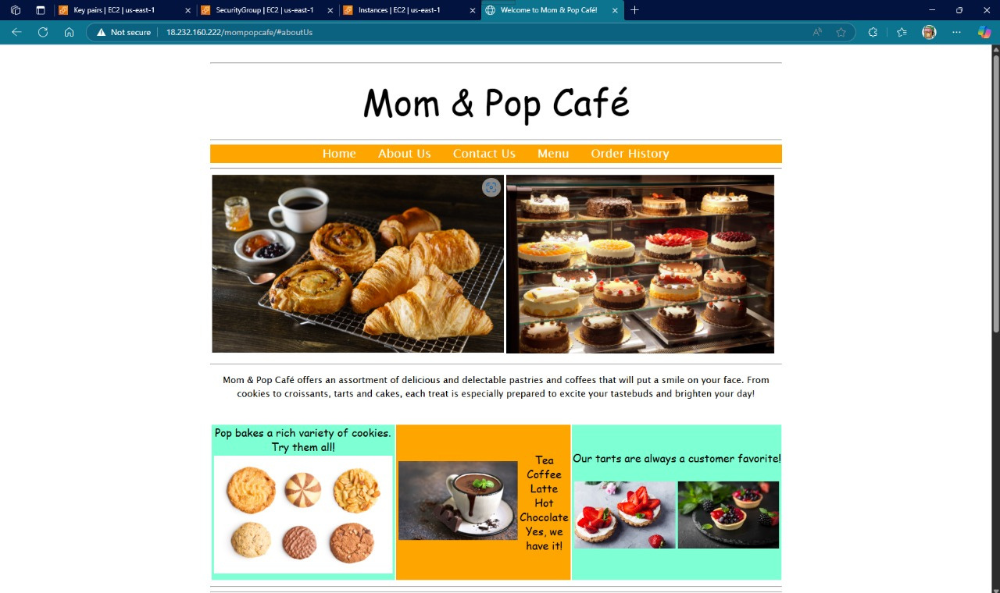 Key pairs | EC2 | us-east-1
SecurityGroup | EC2 | us-east-1
Instances | EC2 | us-east-1
Welcome to Mom & Pop Café!
Not secure
18.232.160.222/mompopcafe/#aboutUs
Mom & Pop Café
Home About Us Contact Us Menu Order History
Mom & Pop Café offers an assortment of delicious and delectable pastries and coffees that will put a smile on your face. From
cookies to croissants, tarts and cakes, each treat is especially prepared to excite your tastebuds and brighten your day!
Pop bakes a rich variety of cookies.
Try them all!
Tea
Coffee
Latte
Hot
Chocolate
Yes, we
have it!
Our tarts are always a customer favorite!